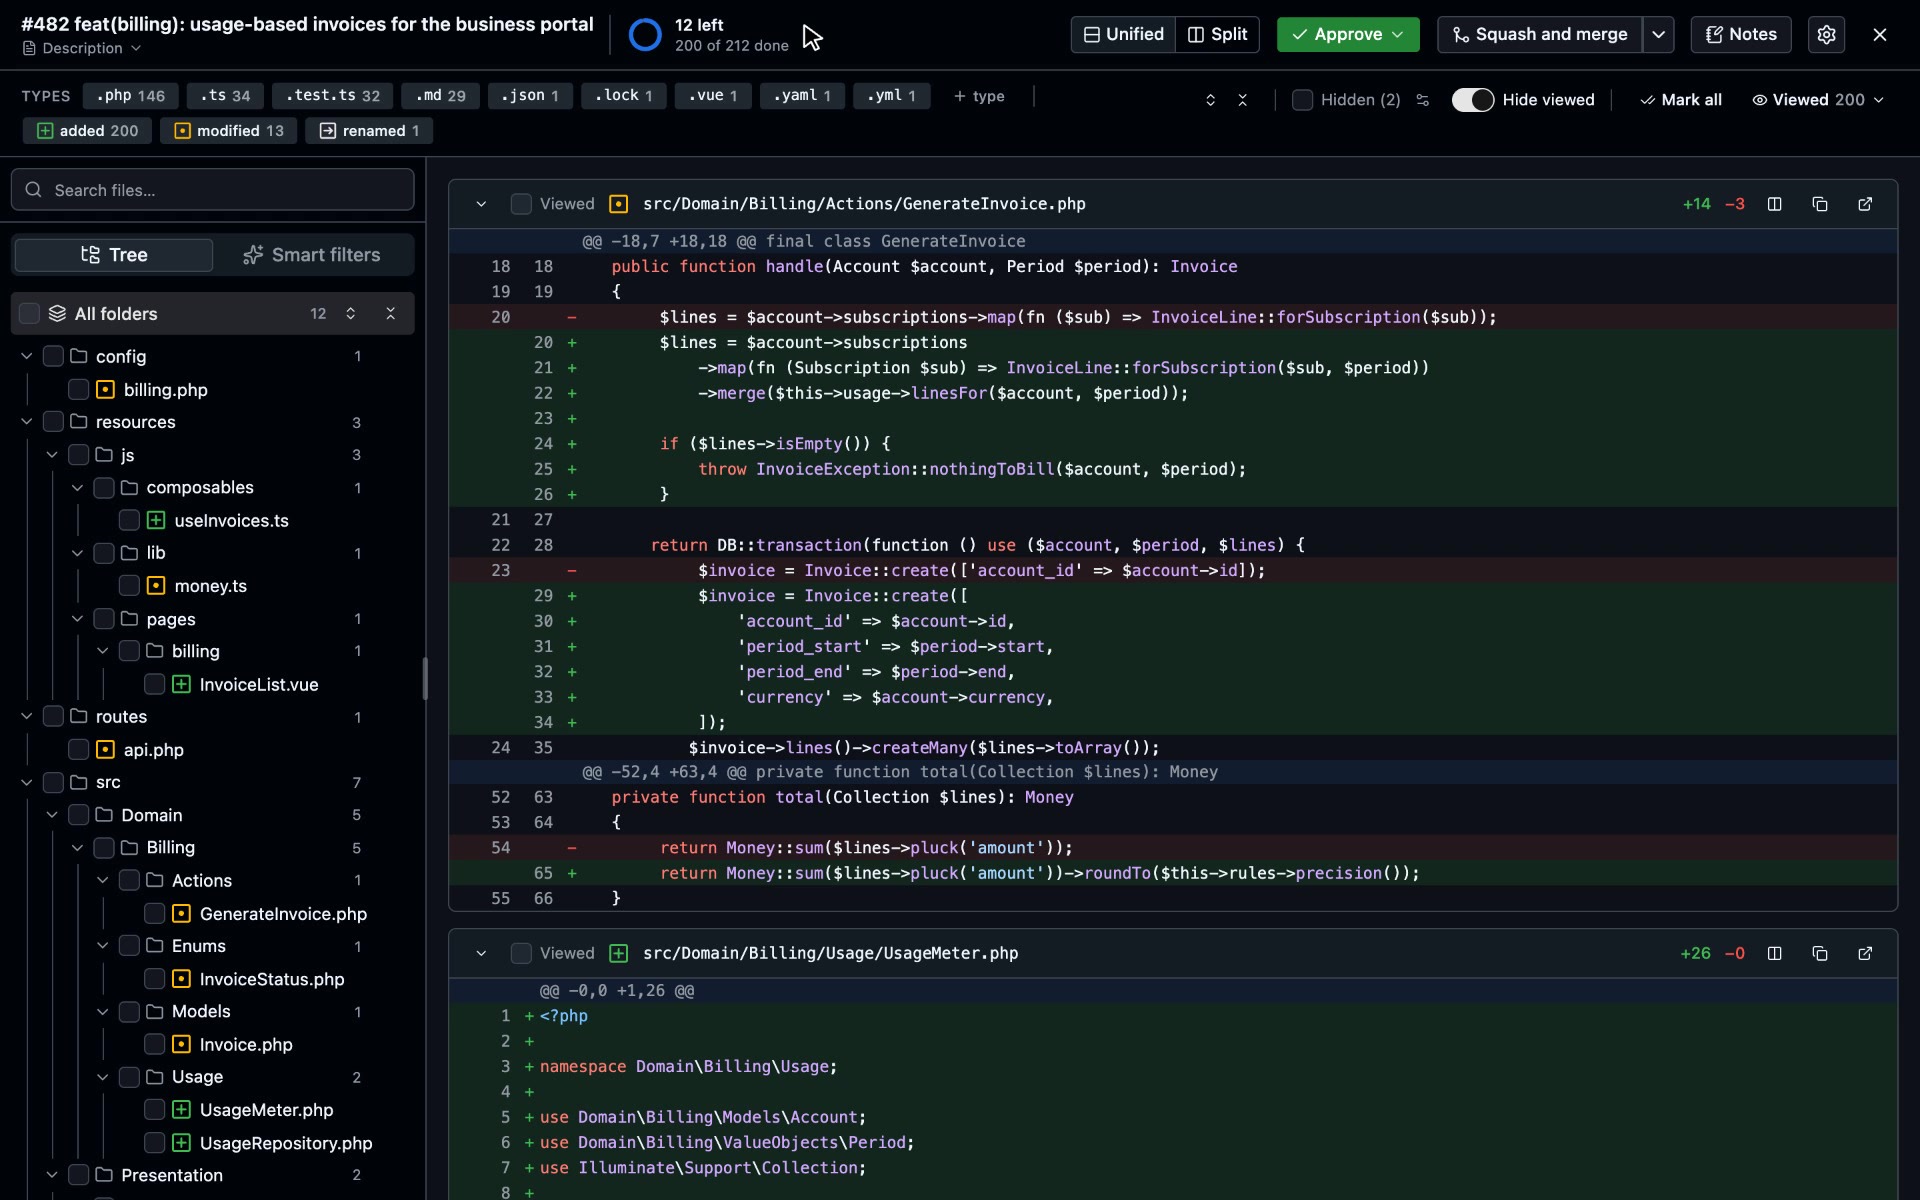 #482 feat(billing): usage-based invoices for the business portal
Description
12 left
200 of 212 done
Unified
Split
Approve
Squash and merge
Notes
TYPES .php 146 .ts 34 .test.ts 32 .md 29 .json 1 .lock 1 .vue 1 .yaml 1 .yml 1 + type
Hidden (2)
Hide viewed
Mark all
Viewed 200
added 200 modified 13 renamed 1
Search files...
Tree
Smart filters
All folders 12
config 1
billing.php
resources 3
js 3
composables 1
useInvoices.ts
lib 1
money.ts
pages 1
billing 1
InvoiceList.vue
routes 1
api.php
src 7
Domain 5
Billing 5
Actions 1
GenerateInvoice.php
Enums 1
InvoiceStatus.php
Models 1
Invoice.php
Usage 2
UsageMeter.php
UsageRepository.php
Presentation 2
Viewed src/Domain/Billing/Actions/GenerateInvoice.php +14 −3
@@ −18,7 +18,18 @@ final class GenerateInvoice
18 18 public function handle(Account $account, Period $period): Invoice
19 19 {
20 − $lines = $account->subscriptions->map(fn ($sub) => InvoiceLine::forSubscription($sub));
20 + $lines = $account->subscriptions
21 + ->map(fn (Subscription $sub) => InvoiceLine::forSubscription($sub, $period))
22 + ->merge($this->usage->linesFor($account, $period));
23 +
24 + if ($lines->isEmpty()) {
25 + throw InvoiceException::nothingToBill($account, $period);
26 + }
21 27
22 28 return DB::transaction(function () use ($account, $period, $lines) {
23 − $invoice = Invoice::create(['account_id' => $account->id]);
29 + $invoice = Invoice::create([
30 + 'account_id' => $account->id,
31 + 'period_start' => $period->start,
32 + 'period_end' => $period->end,
33 + 'currency' => $account->currency,
34 + ]);
24 35 $invoice->lines()->createMany($lines->toArray());
@@ −52,4 +63,4 @@ private function total(Collection $lines): Money
52 63 private function total(Collection $lines): Money
53 64 {
54 − return Money::sum($lines->pluck('amount'));
65 + return Money::sum($lines->pluck('amount'))->roundTo($this->rules->precision());
55 66 }
Viewed src/Domain/Billing/Usage/UsageMeter.php +26 −0
@@ −0,0 +1,26 @@
1 + <?php
2 +
3 + namespace Domain\Billing\Usage;
4 +
5 + use Domain\Billing\Models\Account;
6 + use Domain\Billing\ValueObjects\Period;
7 + use Illuminate\Support\Collection;
8 +